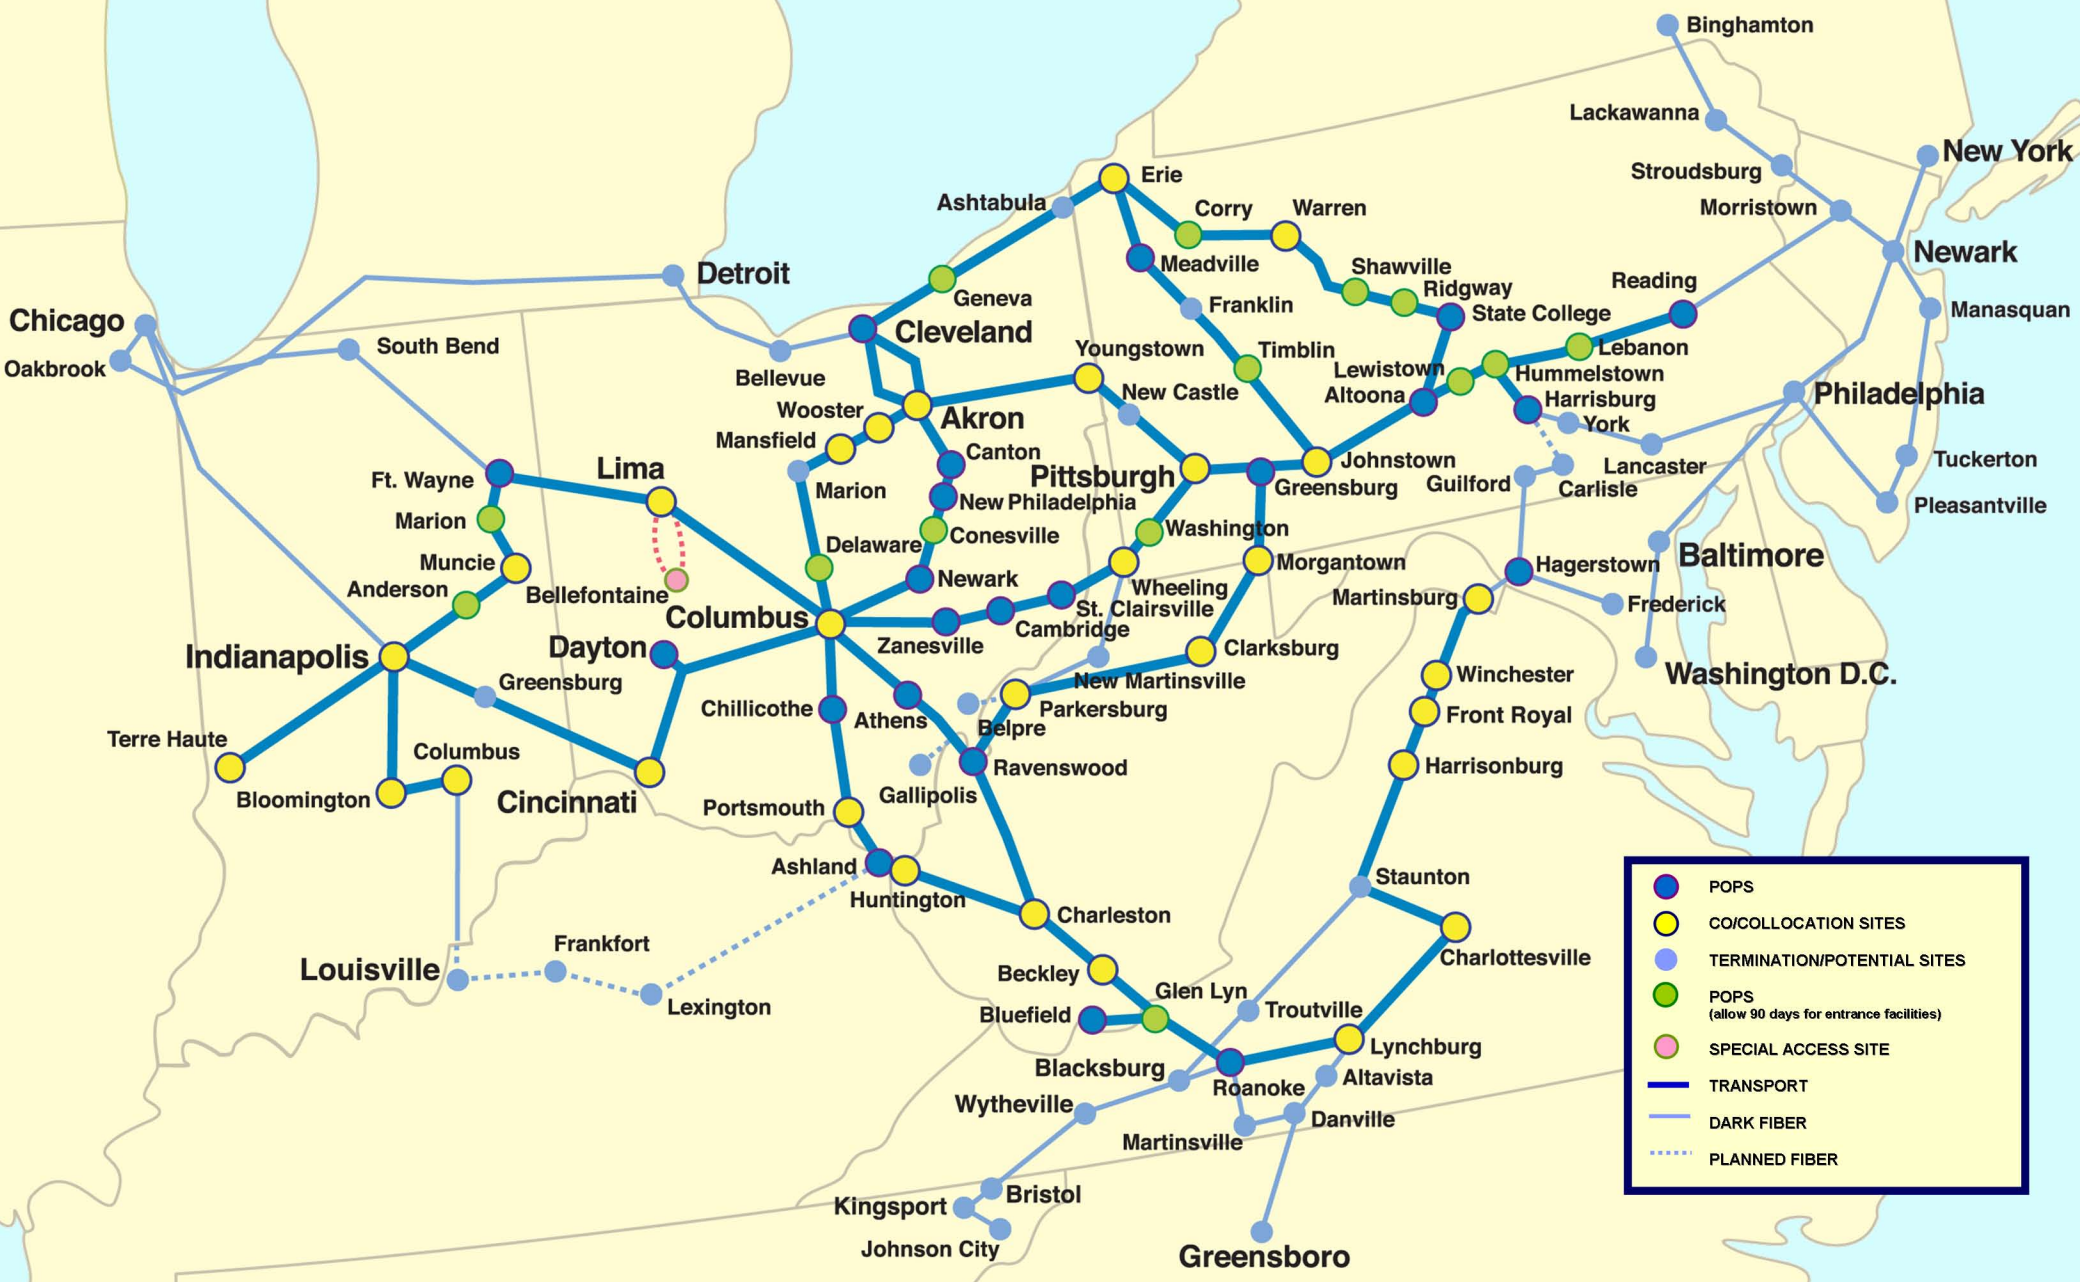 Binghamton
Lackawanna
New York
Stroudsburg
Erie
Ashtabula
Corry
Warren
Morristown
Newark
Meadville
Shawville
Detroit
Geneva
Ridgway
Reading
Franklin
State College
Manasquan
Chicago
Cleveland
South Bend
Youngstown
Timblin
Lebanon
Oakbrook
Lewistown
Hummelstown
Bellevue
New Castle
Altoona
Harrisburg
Philadelphia
Wooster
Akron
York
Mansfield
Canton
Johnstown
Lancaster
Tuckerton
Lima
Pittsburgh
Ft. Wayne
Marion
Greensburg
Guilford
Carlisle
New Philadelphia
Pleasantville
Marion
Washington
Conesville
Delaware
Baltimore
Muncie
Newark
Morgantown
Hagerstown
Anderson
Bellefontaine
Wheeling
Martinsburg
Frederick
Columbus
St. Clairsville
Cambridge
Zanesville
Dayton
Clarksburg
Indianapolis
Winchester
Washington D.C.
Greensburg
New Martinsville
Chillicothe
Athens
Parkersburg
Front Royal
Belpre
Terre Haute
Columbus
Ravenswood
Harrisonburg
Bloomington
Cincinnati
Gallipolis
Portsmouth
Ashland
Staunton
Huntington
Charleston
Frankfort
Charlottesville
Louisville
Beckley
Lexington
Glen Lyn
Bluefield
Troutville
Lynchburg
Blacksburg
Roanoke
Altavista
Wytheville
Danville
Martinsville
Bristol
Kingsport
Johnson City
Greensboro
POPS
CO/COLLOCATION SITES
TERMINATION/POTENTIAL SITES
POPS
(allow 90 days for entrance facilities)
SPECIAL ACCESS SITE
TRANSPORT
DARK FIBER
PLANNED FIBER